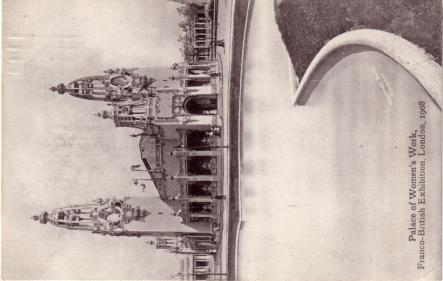 Palace of Women's Work,
Franco-British Exhibition, London, 1908